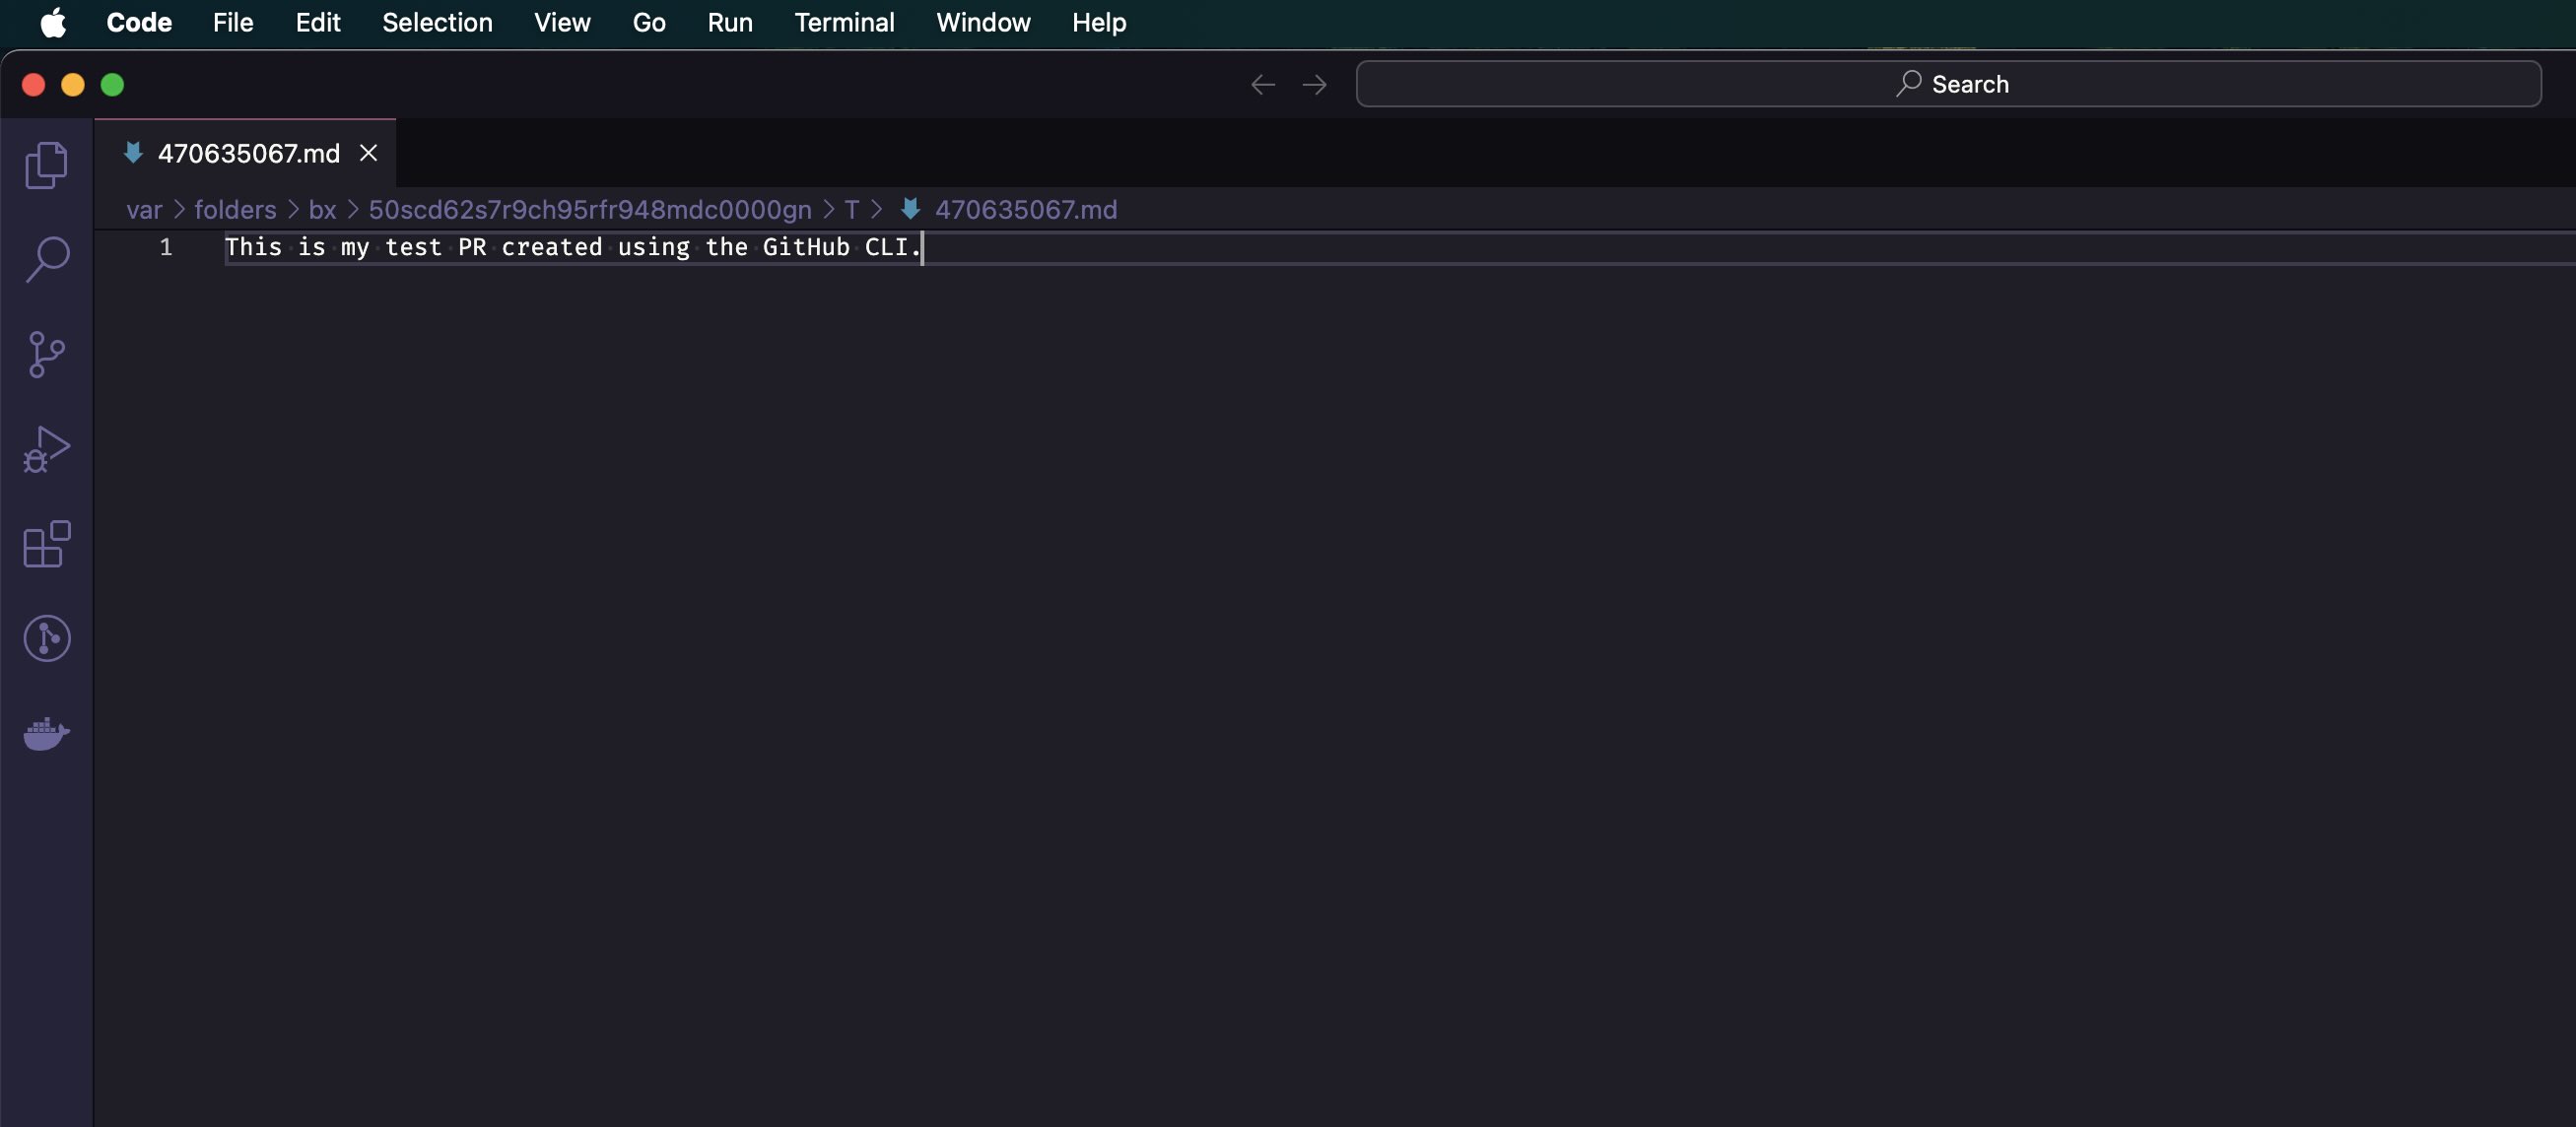 Code File Edit Selection View Go Run Terminal Window Help
Search
470635067.md
var > folders > bx > 50scd62s7r9ch95rfr948mdc0000gn > T > 470635067.md
1 This is my test PR created using the GitHub CLI.